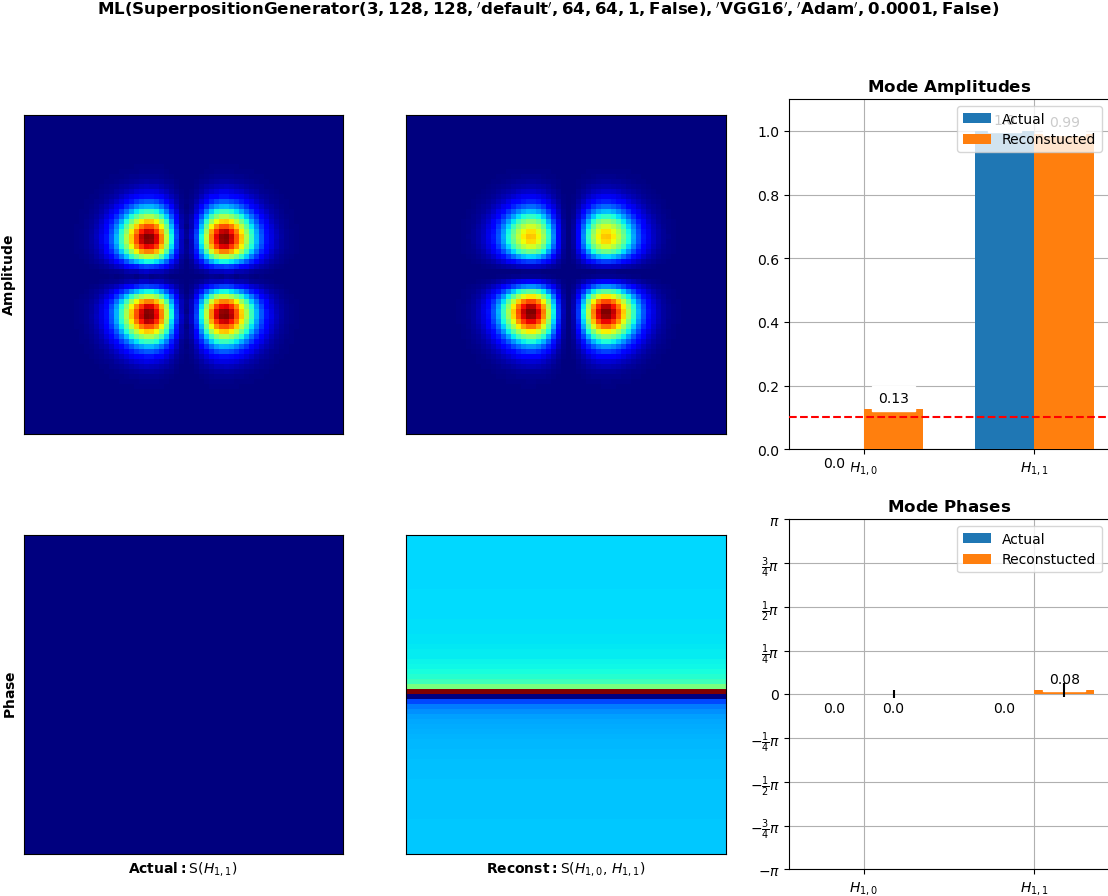 ML(SuperpositionGenerator(3, 128, 128, ′default′, 64, 64, 1, False), ′VGG16′, ′Adam′, 0.0001, False)
Amplitude
Mode Amplitudes
Actual
Reconstucted
0.99
1.0
0.8
0.6
0.4
0.2
0.0
0.13
0.0
H1, 0
H1, 1
Phase
Actual: S(H1, 1)
Reconst: S(H1, 0, H1, 1)
Mode Phases
Actual
Reconstucted
π
3/4π
1/2π
1/4π
0
−1/4π
−1/2π
−3/4π
−π
0.0
0.0
0.0
0.08
H1, 0
H1, 1